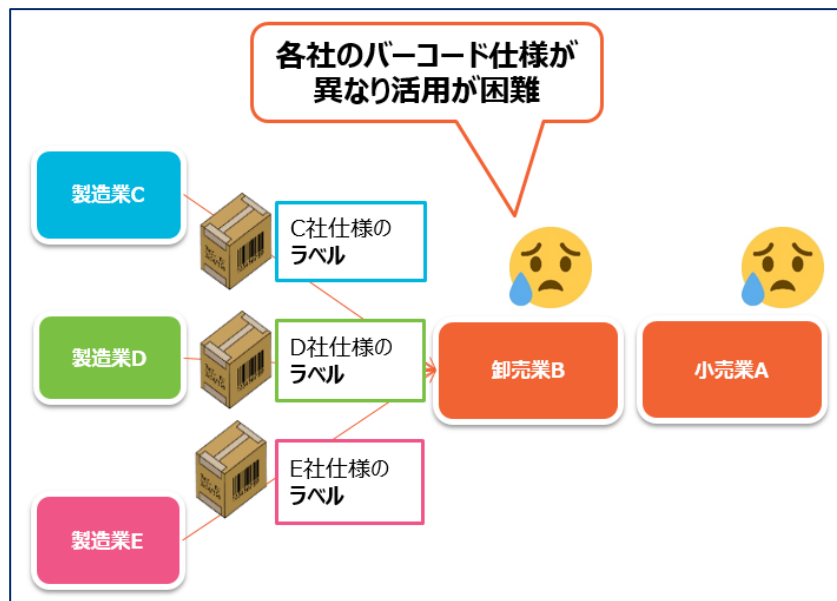 各社のバーコード仕様が
異なり活用が困難
製造業C
C社仕様の
ラベル
製造業D
D社仕様の
ラベル
卸売業B
小売業A
E社仕様の
ラベル
製造業E